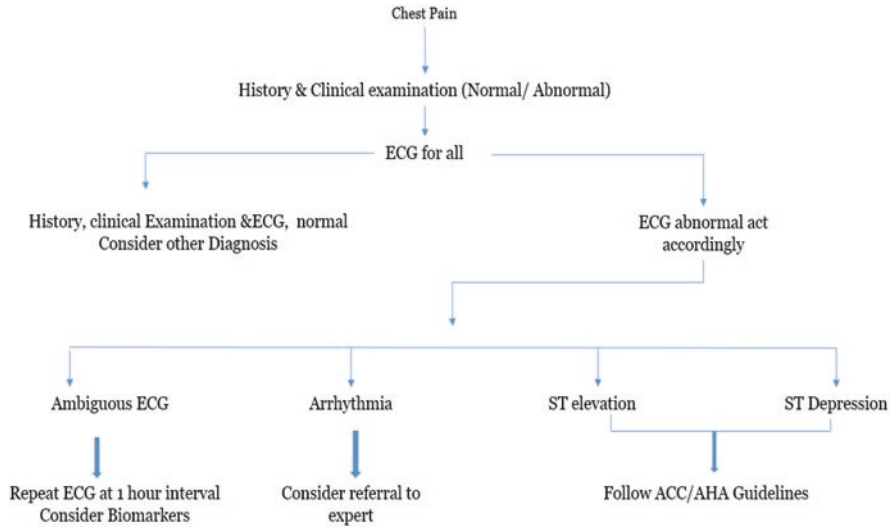 Chest Pain
History & Clinical examination (Normal/ Abnormal)
ECG for all
History, clinical Examination &ECG, normal
Consider other Diagnosis
ECG abnormal act
accordingly
Ambiguous ECG
Arrhythmia
ST elevation
ST Depression
Repeat ECG at 1 hour interval
Consider Biomarkers
Consider referral to
expert
Follow ACC/AHA Guidelines